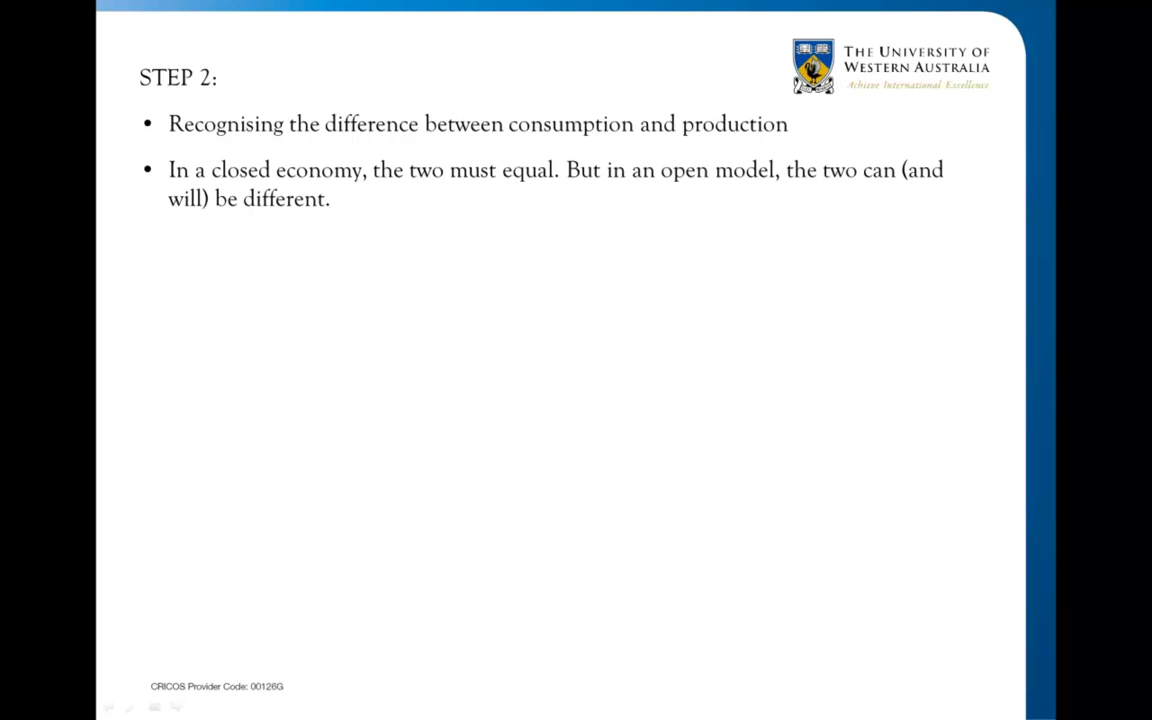 THE UNIVERSITY OF
WESTERN AUSTRALIA
Achieve International Excellence
STEP 2:
• Recognising the difference between consumption and production
• In a closed economy, the two must equal. But in an open model, the two can (and
will) be different.
CRICOS Provider Code: 00126G